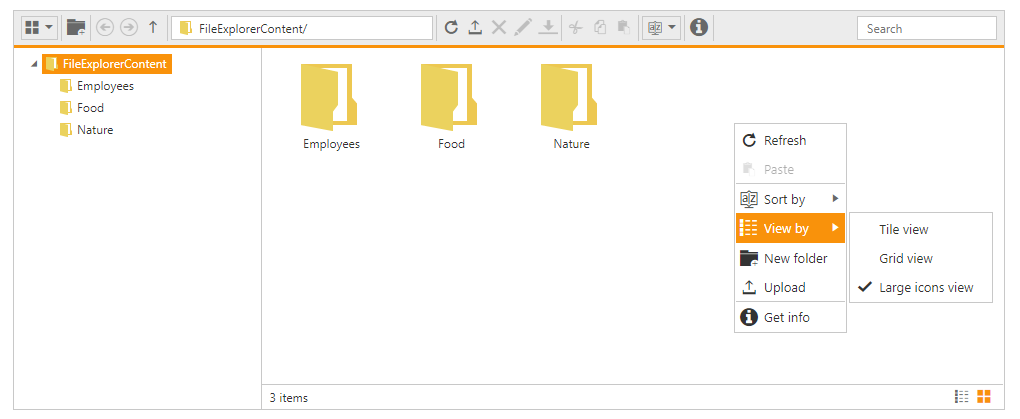 FileExplorerContent/
Search
FileExplorerContent
Employees
Food
Nature
Employees
Food
Nature
Refresh
Paste
Sort by
View by
New folder
Upload
Get info
Tile view
Grid view
Large icons view
3 items